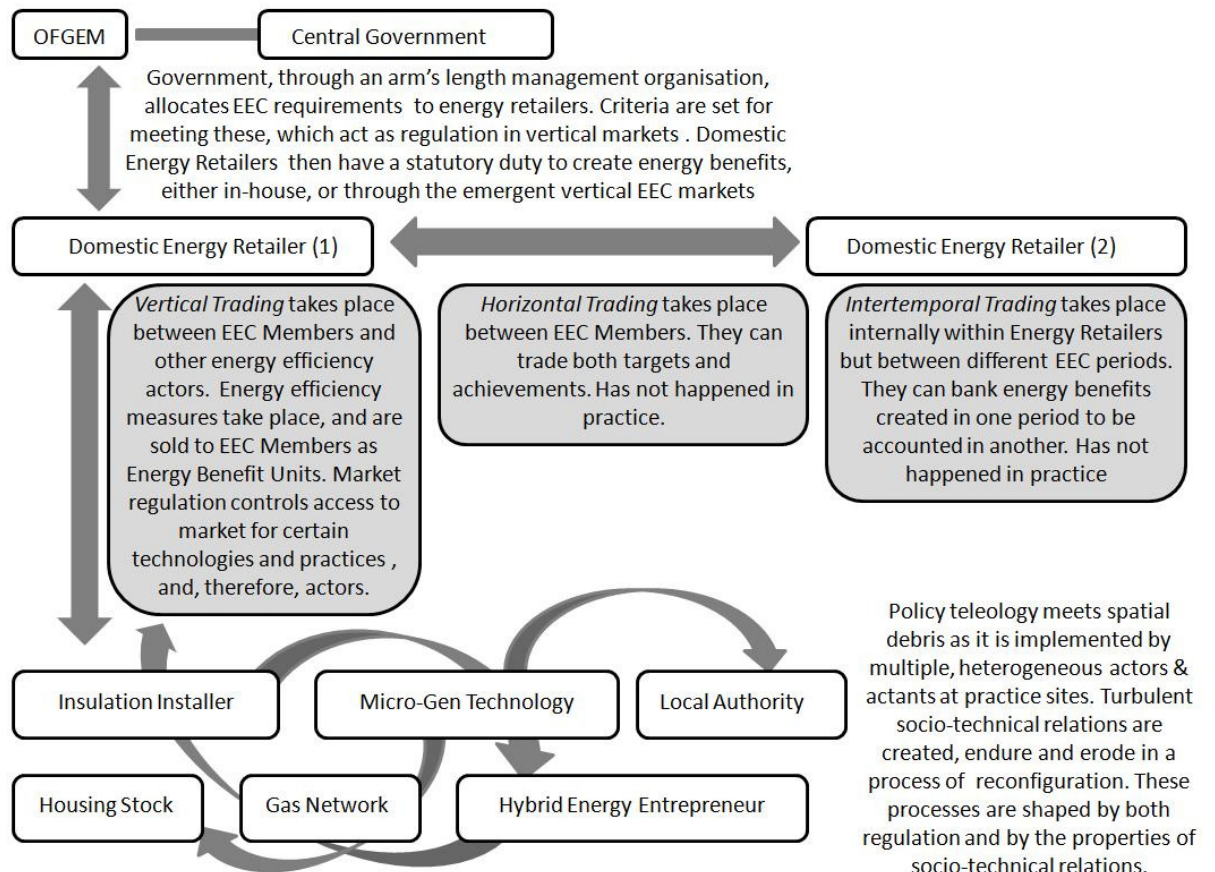 OFGEM
Central Government
Government, through an arm's length management organisation,
allocates EEC requirements to energy retailers. Criteria are set for
meeting these, which act as regulation in vertical markets . Domestic
Energy Retailers then have a statutory duty to create energy benefits,
either in-house, or through the emergent vertical EEC markets
Domestic Energy Retailer (1)
Domestic Energy Retailer (2)
Vertical Trading takes place
between EEC Members and
other energy efficiency
actors. Energy efficiency
measures take place, and are
sold to EEC Members as
Energy Benefit Units. Market
regulation controls access to
market for certain
technologies and practices ,
and, therefore, actors.
Horizontal Trading takes place
between EEC Members. They can
trade both targets and
achievements. Has not happened in
practice.
Intertemporal Trading takes place
internally within Energy Retailers
but between different EEC periods.
They can bank energy benefits
created in one period to be
accounted in another. Has not
happened in practice
Insulation Installer
Micro-Gen Technology
Local Authority
Housing Stock
Gas Network
Hybrid Energy Entrepreneur
Policy teleology meets spatial
debris as it is implemented by
multiple, heterogeneous actors &
actants at practice sites. Turbulent
socio-technical relations are
created, endure and erode in a
process of reconfiguration. These
processes are shaped by both
regulation and by the properties of
socio-technical relations.